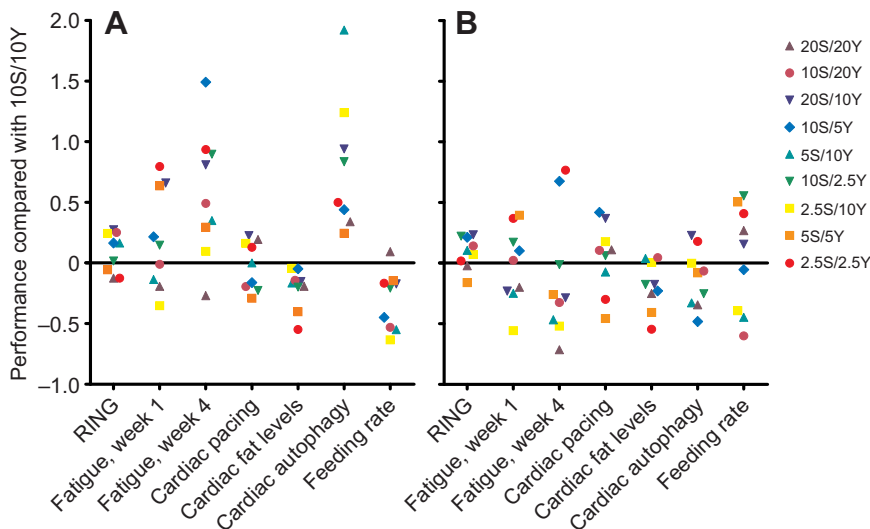 A
B
Performance compared with 10S/10Y
2.0
1.5
1.0
0.5
0
–0.5
–1.0
RING
Fatigue, week 1
Fatigue, week 4
Cardiac pacing
Cardiac fat levels
Cardiac autophagy
Feeding rate
RING
Fatigue, week 1
Fatigue, week 4
Cardiac pacing
Cardiac fat levels
Cardiac autophagy
Feeding rate
20S/20Y
10S/20Y
20S/10Y
10S/5Y
5S/10Y
10S/2.5Y
2.5S/10Y
5S/5Y
2.5S/2.5Y